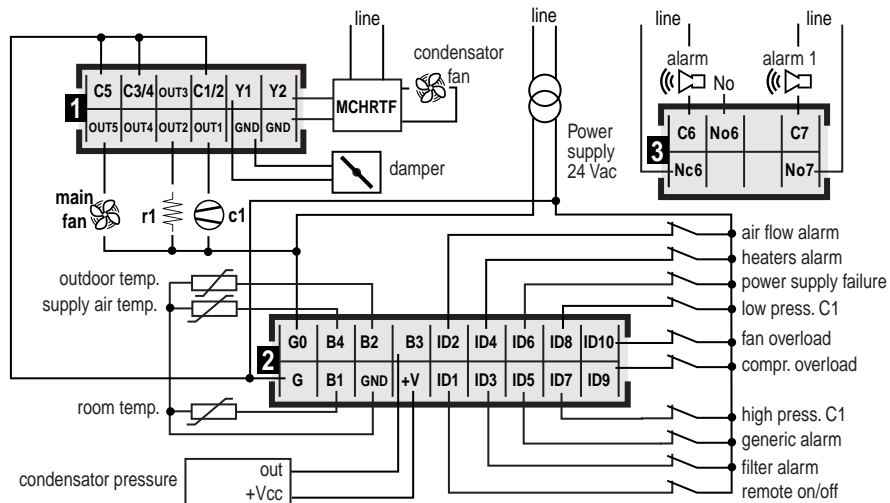 line
line
line
line
alarm
No
alarm 1
condensator
fan
C5
C3/4
OUT3
C1/2
Y1
Y2
1
OUT5
OUT4
OUT2
OUT1
GND
GND
MCHRTF
Power
supply
24 Vac
C6
No6
C7
3
Nc6
No7
damper
main
fan
r1
c1
air flow alarm
heaters alarm
power supply failure
low press. C1
fan overload
compr. overload
outdoor temp.
supply air temp.
G0
B4
B2
B3
ID2
ID4
ID6
ID8
ID10
2
G
B1
GND
+V
ID1
ID3
ID5
ID7
ID9
room temp.
high press. C1
generic alarm
filter alarm
remote on/off
condensator pressure
out
+Vcc